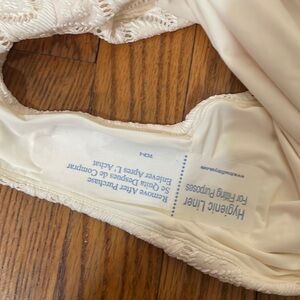 Hygienic Liner
For Fitting Purposes
Remove After Purchase
Se Quita Despues de Comprar
Enlever Apres L' Achat